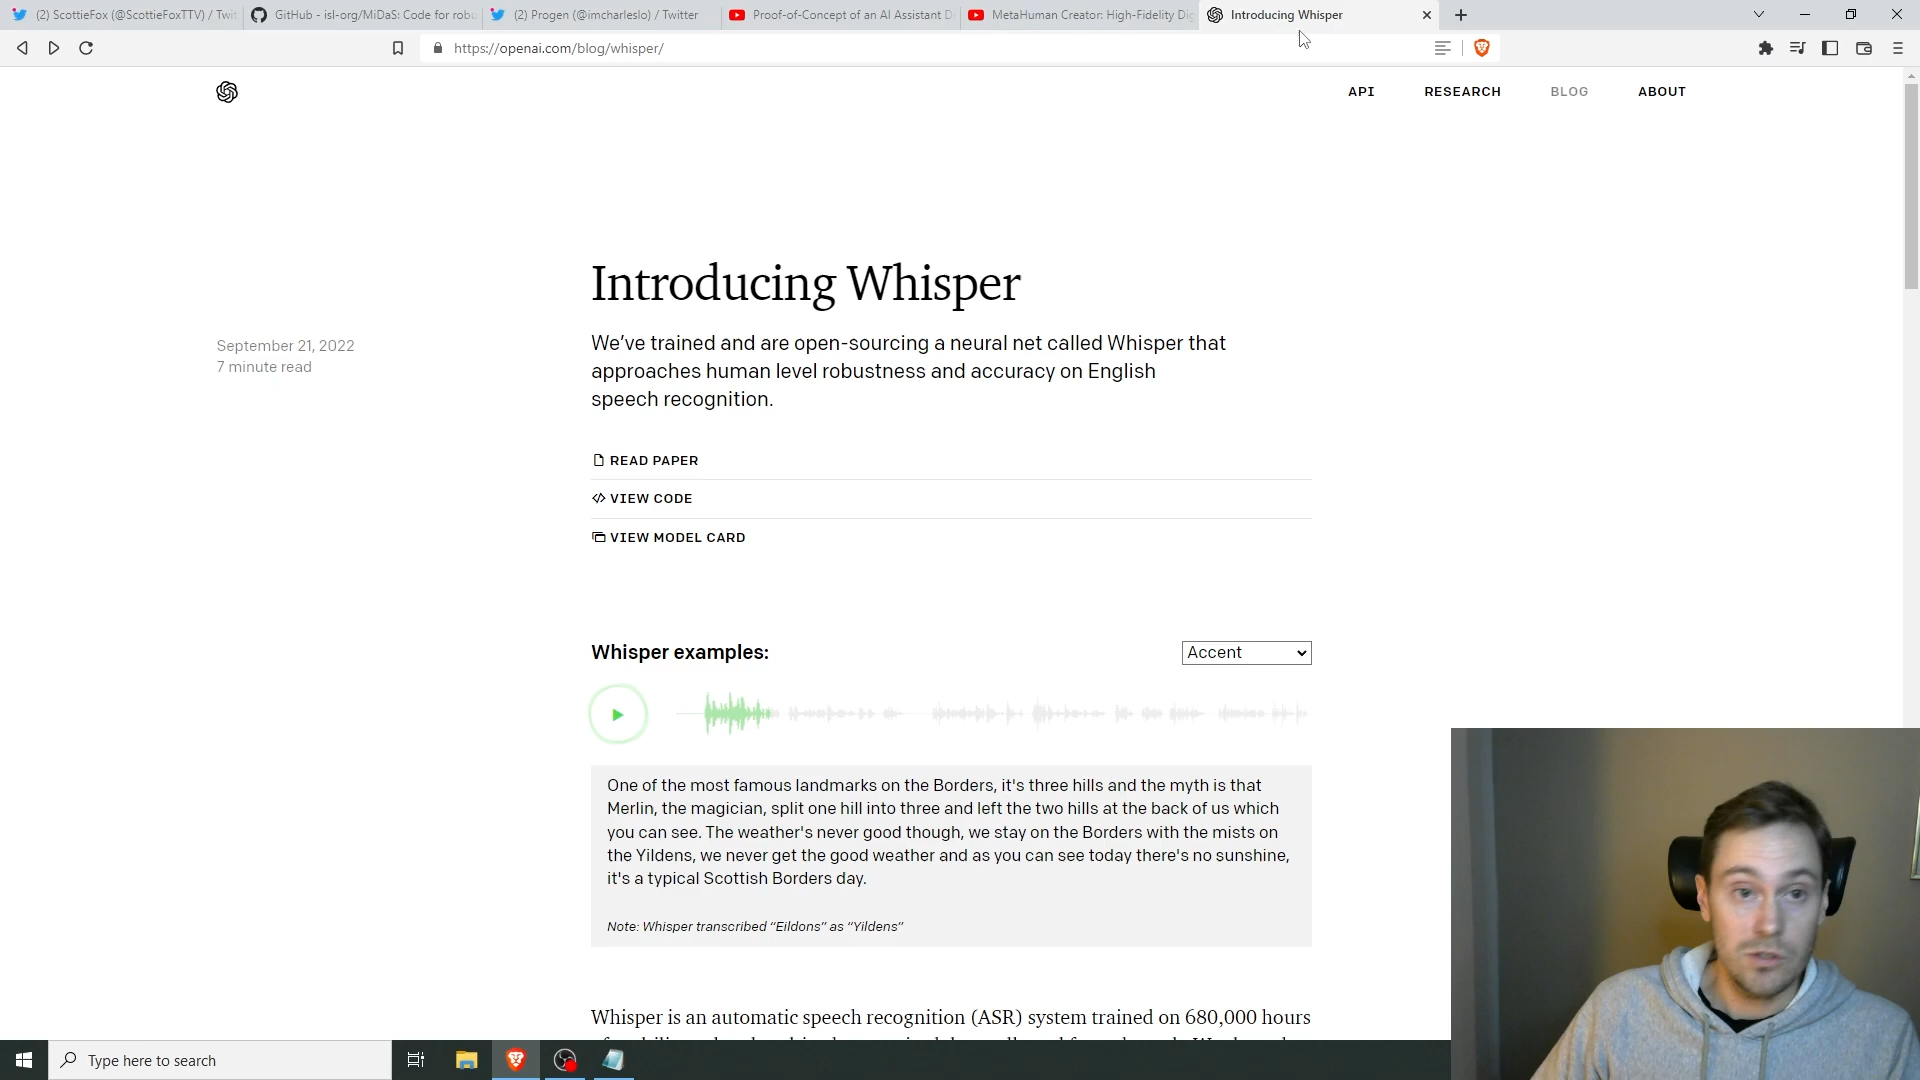 (2) ScottieFox (@ScottieFoxTTV) / Twit
GitHub - isl-org/MiDaS: Code for robu
(2) Progen (@imcharleslo) / Twitter
Proof-of-Concept of an AI Assistant D
MetaHuman Creator: High-Fidelity Dig
Introducing Whisper
https://openai.com/blog/whisper/
API
RESEARCH
BLOG
ABOUT
Introducing Whisper
September 21, 2022
7 minute read
We’ve trained and are open-sourcing a neural net called Whisper that
approaches human level robustness and accuracy on English
speech recognition.
READ PAPER
VIEW CODE
VIEW MODEL CARD
Whisper examples:
Accent
One of the most famous landmarks on the Borders, it's three hills and the myth is that
Merlin, the magician, split one hill into three and left the two hills at the back of us which
you can see. The weather's never good though, we stay on the Borders with the mists on
the Yildens, we never get the good weather and as you can see today there's no sunshine,
it's a typical Scottish Borders day.
Note: Whisper transcribed “Eildons” as “Yildens”
Whisper is an automatic speech recognition (ASR) system trained on 680,000 hours
Type here to search